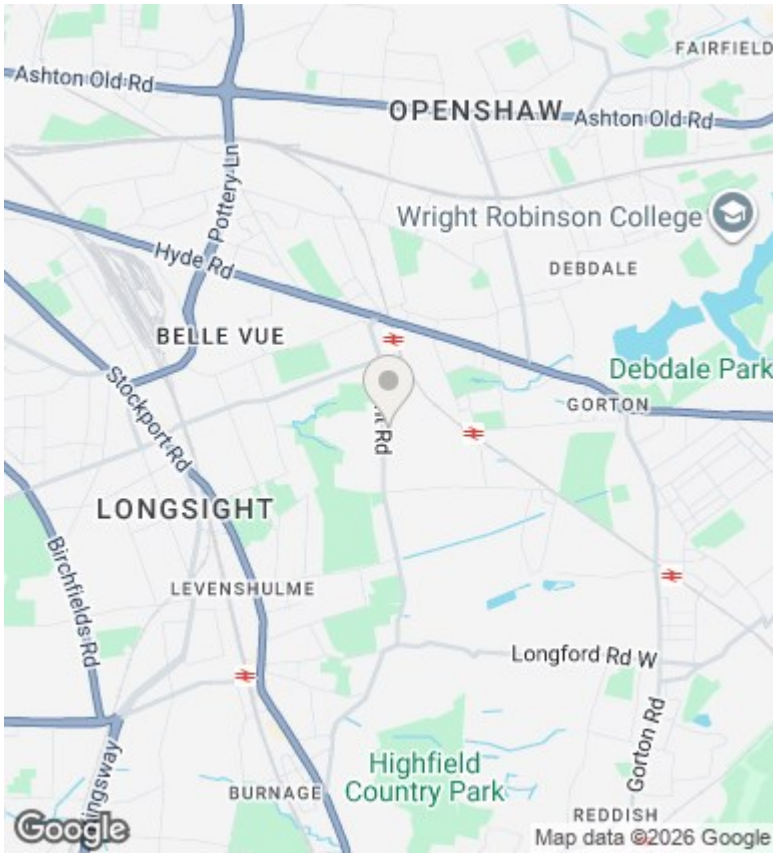 FAIRFIELD
Ashton Old Rd
OPENSHAW
Ashton Old Rd
Pottery Ln
Wright Robinson College
Hyde Rd
DEBDALE
BELLE VUE
Debdale Park
Stockport Rd
GORTON
Rd
LONGSIGHT
Birchfields Rd
LEVENSHULME
Longford Rd W
Gorton Rd
Highfield
Country Park
ingsway
BURNAGE
REDDISH
Google
Map data ©2026 Google